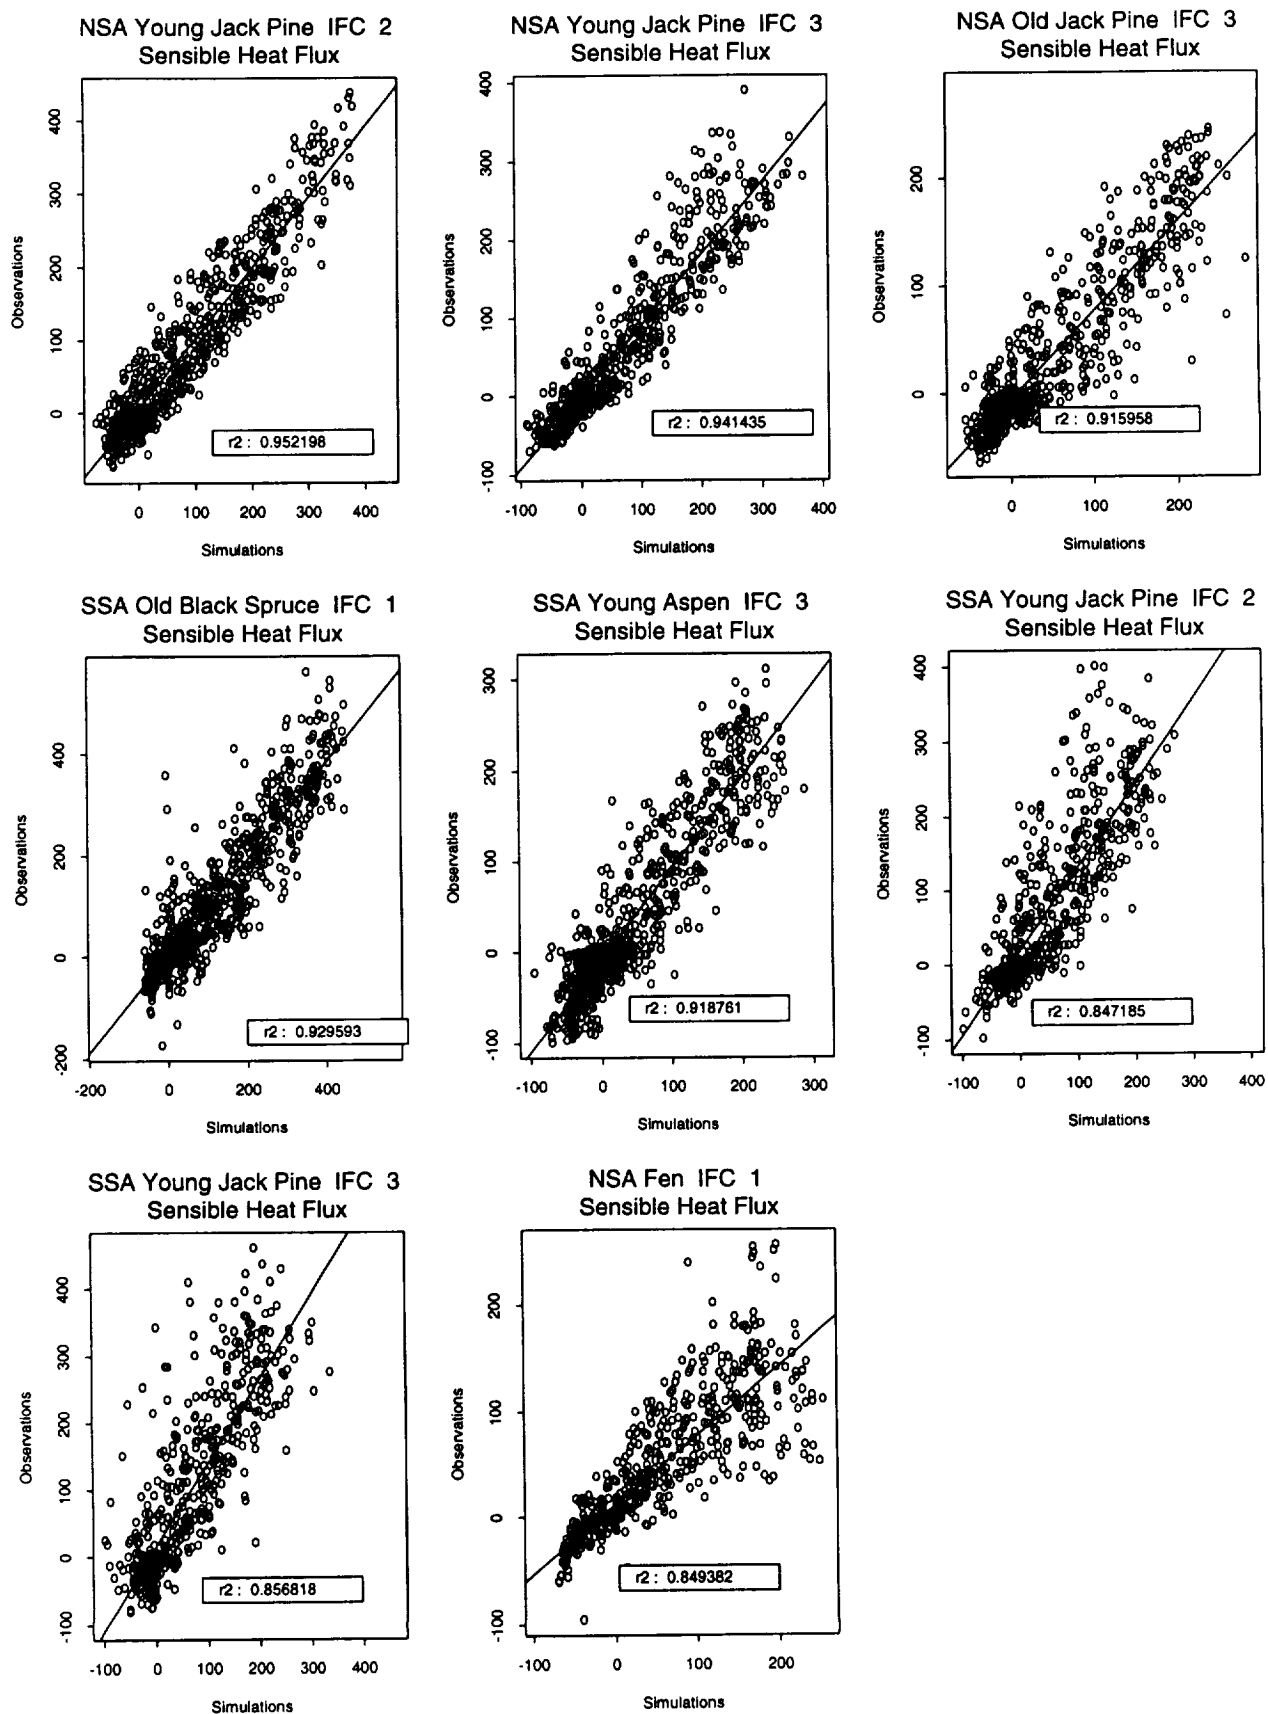 NSA Young Jack Pine IFC 2
Sensible Heat Flux
Observations
400
300
200
100
0
r2 : 0.952198
0 100 200 300 400
Simulations
NSA Young Jack Pine IFC 3
Sensible Heat Flux
Observations
400
300
200
100
0
-100
r2 : 0.941435
-100 0 100 200 300 400
Simulations
NSA Old Jack Pine IFC 3
Sensible Heat Flux
Observations
200
100
0
r2 : 0.915958
0 100 200
Simulations
SSA Old Black Spruce IFC 1
Sensible Heat Flux
Observations
400
200
0
-200
r2 : 0.929593
-200 0 200 400
Simulations
SSA Young Aspen IFC 3
Sensible Heat Flux
Observations
300
200
100
0
-100
r2 : 0.918761
-100 0 100 200 300
Simulations
SSA Young Jack Pine IFC 2
Sensible Heat Flux
Observations
400
300
200
100
0
-100
r2 : 0.847185
-100 0 100 200 300 400
Simulations
SSA Young Jack Pine IFC 3
Sensible Heat Flux
Observations
400
300
200
100
0
-100
r2 : 0.856818
-100 0 100 200 300 400
Simulations
NSA Fen IFC 1
Sensible Heat Flux
Observations
200
100
0
-100
r2 : 0.849382
-100 0 100 200
Simulations